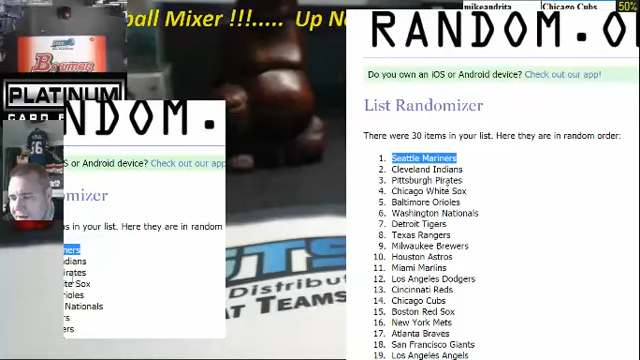 ball Mixer !!!..... Up N
mikeandrita Chicago Cubs 50%
Bowman
PLATINUM
NDOM.
S or Android device? Check out our app
mizer
ms in your list. Here they are in random
ners
dians
irates
ite Sox
rioles
Nationals
rs
ers
Distribut
AT TEAMS
RANDOM.O
Do you own an iOS or Android device? Check out our app!
List Randomizer
There were 30 items in your list. Here they are in random order:
1. Seattle Mariners
2. Cleveland Indians
3. Pittsburgh Pirates
4. Chicago White Sox
5. Baltimore Orioles
6. Washington Nationals
7. Detroit Tigers
8. Texas Rangers
9. Milwaukee Brewers
10. Houston Astros
11. Miami Marlins
12. Los Angeles Dodgers
13. Cincinnati Reds
14. Chicago Cubs
15. Boston Red Sox
16. New York Mets
17. Atlanta Braves
18. San Francisco Giants
19. Los Angeles Angels